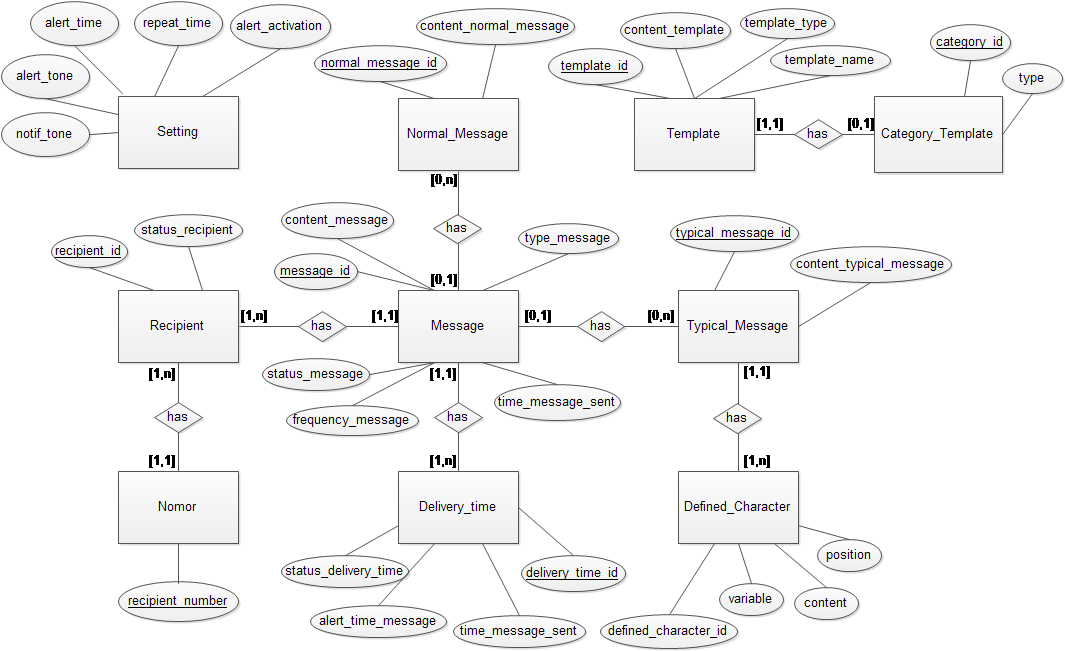 alert_time
repeat_time
alert_activation
alert_tone
notif_tone
Setting
content_normal_message
normal_message_id
Normal_Message
content_template
template_type
template_id
template_name
Template
[1,1]
has
[0,1]
category_id
type
Category_Template
[0,n]
has
[0,1]
status_recipient
recipient_id
content_message
type_message
message_id
typical_message_id
content_typical_message
Recipient
[1,n]
has
[1,1]
Message
[0,1]
has
[0,n]
Typical_Message
status_message
frequency_message
time_message_sent
[1,n]
has
[1,1]
[1,1]
has
[1,n]
[1,1]
has
[1,n]
Nomor
recipient_number
Delivery_time
status_delivery_time
delivery_time_id
alert_time_message
time_message_sent
Defined_Character
position
variable
content
defined_character_id